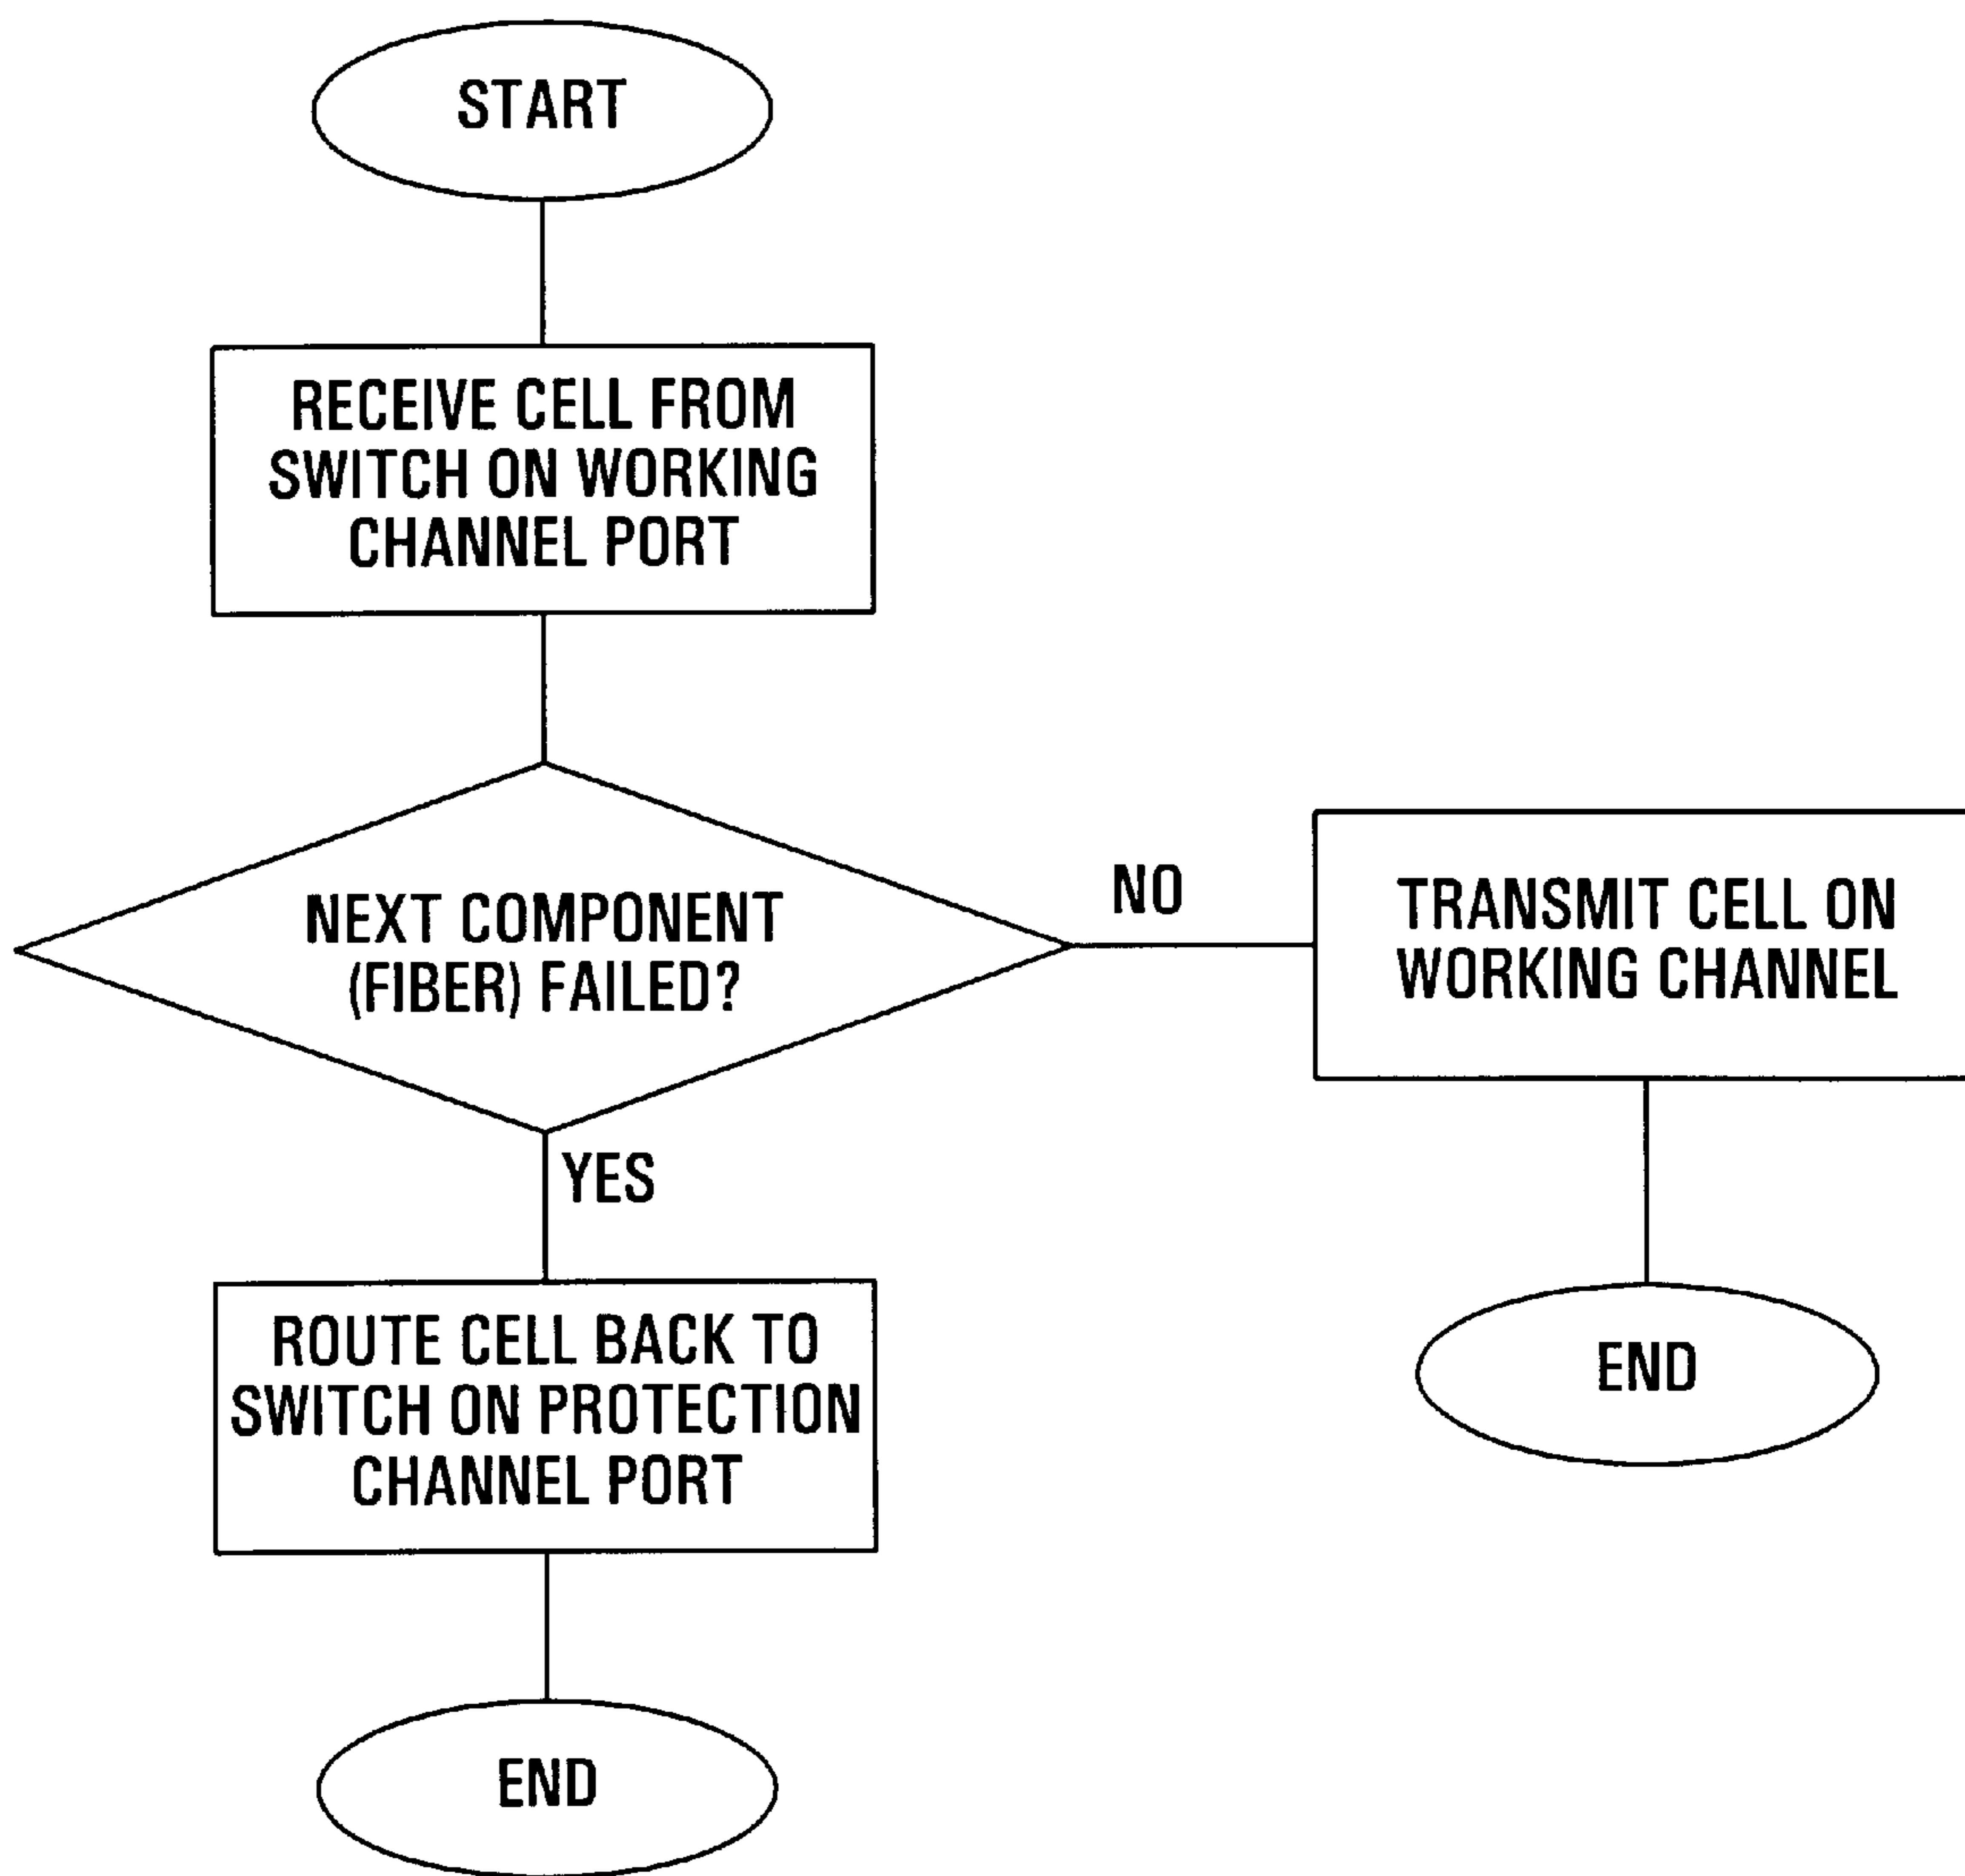 START
RECEIVE CELL FROM
SWITCH ON WORKING
CHANNEL PORT
NEXT COMPONENT
(FIBER) FAILED?
NO
TRANSMIT CELL ON
WORKING CHANNEL
YES
ROUTE CELL BACK TO
SWITCH ON PROTECTION
CHANNEL PORT
END
END